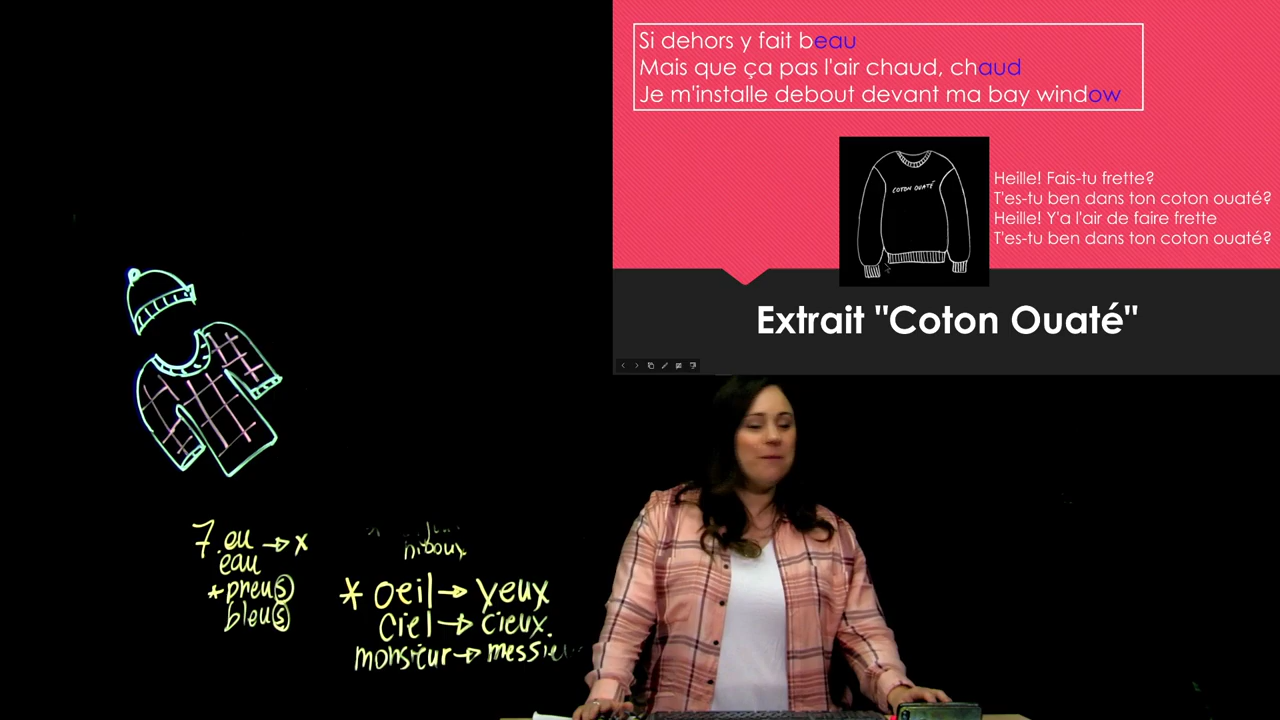 Si dehors y fait beau
Mais que ça pas l'air chaud, chaud
Je m'installe debout devant ma bay window
COTON OUATÉ
Heille! Fais-tu frette?
T'es-tu ben dans ton coton ouaté?
Heille! Y'a l'air de faire frette
T'es-tu ben dans ton coton ouaté?
Extrait "Coton Ouaté"
7. eu → x
eau
*pneus
bleus
hiboux
* oeil → yeux
ciel → cieux.
monsieur → messieurs